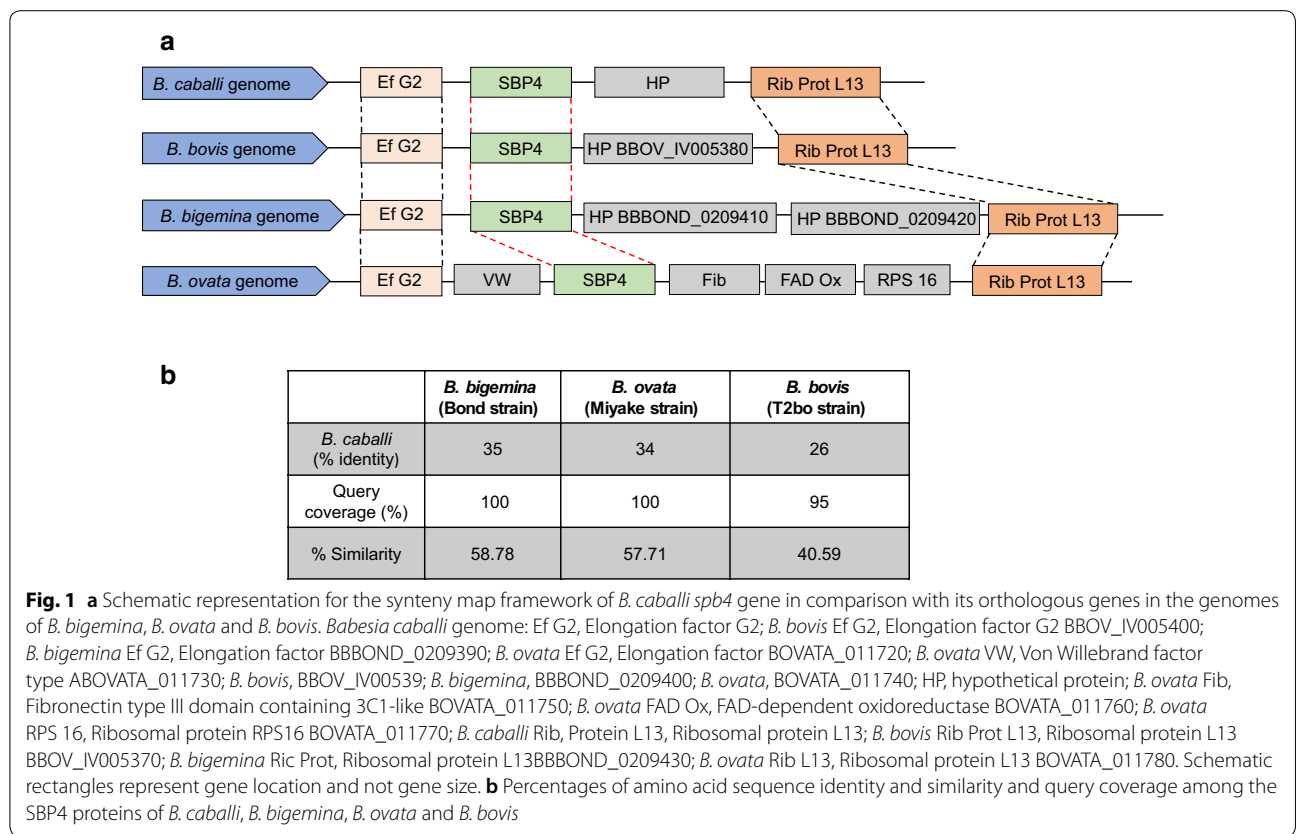 a
B. caballi genome Ef G2 SBP4 HP Rib Prot L13
B. bovis genome Ef G2 SBP4 HP BBOV_IV005380 Rib Prot L13
B. bigemina genome Ef G2 SBP4 HP BBBOND_0209410 HP BBBOND_0209420 Rib Prot L13
B. ovata genome Ef G2 VW SBP4 Fib FAD Ox RPS 16 Rib Prot L13
b
B. bigemina (Bond strain) B. ovata (Miyake strain) B. bovis (T2bo strain)
B. caballi (% identity) 35 34 26
Query coverage (%) 100 100 95
% Similarity 58.78 57.71 40.59
Fig. 1 a Schematic representation for the synteny map framework of B. caballi spb4 gene in comparison with its orthologous genes in the genomes
of B. bigemina, B. ovata and B. bovis. Babesia caballi genome: Ef G2, Elongation factor G2; B. bovis Ef G2, Elongation factor G2 BBOV_IV005400;
B. bigemina Ef G2, Elongation factor BBBOND_0209390; B. ovata Ef G2, Elongation factor BOVATA_011720; B. ovata VW, Von Willebrand factor
type ABOVATA_011730; B. bovis, BBOV_IV00539; B. bigemina, BBBOND_0209400; B. ovata, BOVATA_011740; HP, hypothetical protein; B. ovata Fib,
Fibronectin type III domain containing 3C1-like BOVATA_011750; B. ovata FAD Ox, FAD-dependent oxidoreductase BOVATA_011760; B. ovata
RPS 16, Ribosomal protein RPS16 BOVATA_011770; B. caballi Rib, Protein L13, Ribosomal protein L13; B. bovis Rib Prot L13, Ribosomal protein L13
BBOV_IV005370; B. bigemina Ric Prot, Ribosomal protein L13BBBOND_0209430; B. ovata Rib L13, Ribosomal protein L13 BOVATA_011780. Schematic
rectangles represent gene location and not gene size. b Percentages of amino acid sequence identity and similarity and query coverage among the
SBP4 proteins of B. caballi, B. bigemina, B. ovata and B. bovis